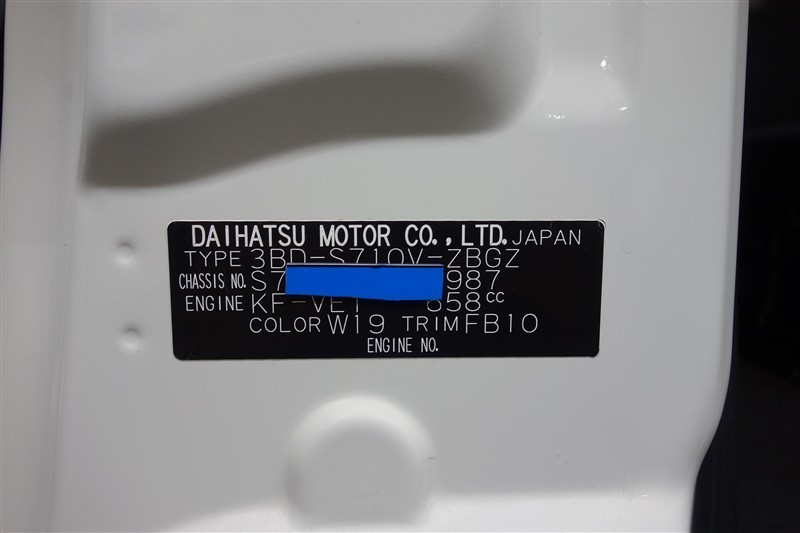 DAIHATSU MOTOR CO.,LTD. JAPAN
TYPE 3BD-S710V-ZBGZ
CHASSIS NO. S7 987
ENGINE KF-VET 658cc
COLOR W19 TRIM FB10
ENGINE NO.